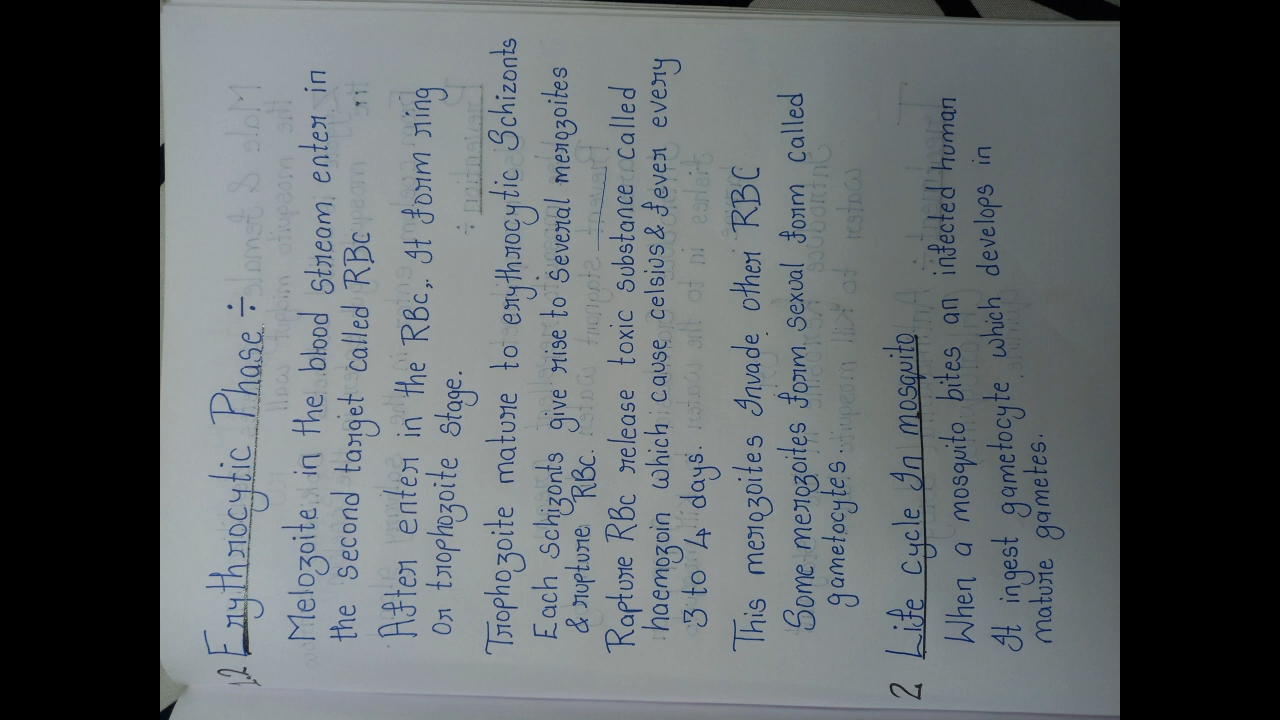 1.2 Erythrocytic Phase ÷
Melozoite in the blood stream enter in
the second target called RBC
After enter in the RBC,. It form ring
or trophozoite stage.
Trophozoite mature to erythrocytic Schizonts
Each Schizonts give rise to several merozoites
& rupture RBC.
Rapture RBC release toxic substance called
haemozoin which cause celsius & fever every
3 to 4 days.
This merozoites Invade other RBC
Some merozoites form sexual form called
gametocytes.
2 Life cycle In mosquito
When a mosquito bites an infected human
It ingest gametocyte which develops in
mature gametes.